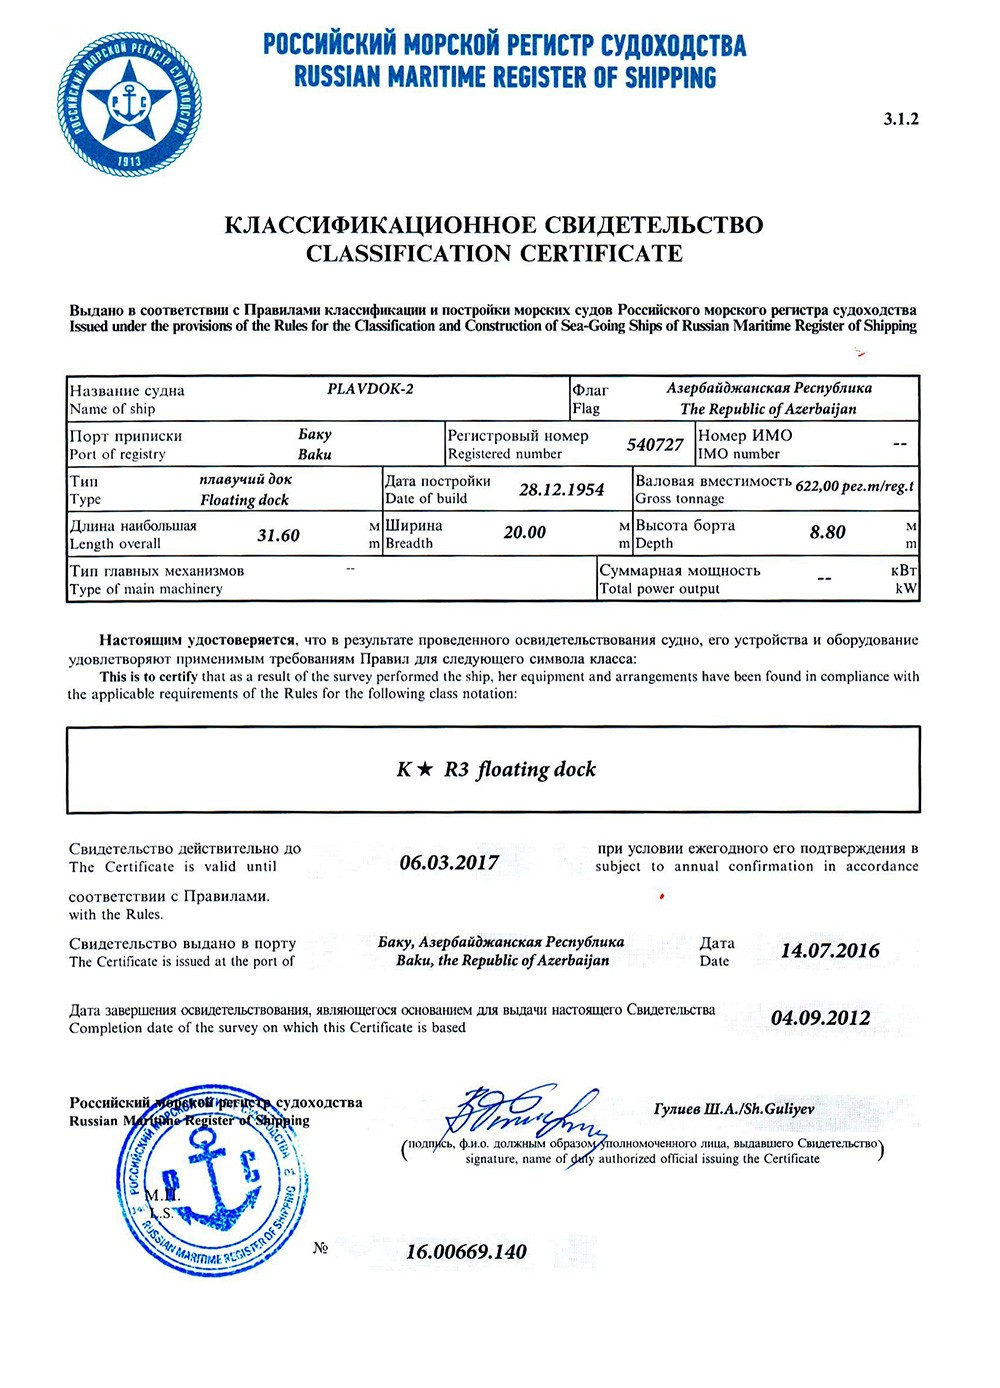 РОССИЙСКИЙ МОРСКОЙ РЕГИСТР СУДОХОДСТВА
RUSSIAN MARITIME REGISTER OF SHIPPING
РОССИЙСКИЙ МОРСКОЙ РЕГИСТР СУДОХОДСТВА
Р С
1913
3.1.2
КЛАССИФИКАЦИОННОЕ СВИДЕТЕЛЬСТВО
CLASSIFICATION CERTIFICATE
Выдано в соответствии с Правилами классификации и постройки морских судов Российского морского регистра судоходства
Issued under the provisions of the Rules for the Classification and Construction of Sea-Going Ships of Russian Maritime Register of Shipping
Название судна PLAVDOK-2 Флаг Азербайджанская Республика
Name of ship Flag The Republic of Azerbaijan
Порт приписки Баку Регистровый номер 540727 Номер ИМО --
Port of registry Baku Registered number IMO number
Тип плавучий док Дата постройки 28.12.1954 Валовая вместимость 622,00 рег.т/reg.t
Type Floating dock Date of build Gross tonnage
Длина наибольшая 31.60 м Ширина 20.00 м Высота борта 8.80 м
Length overall m Breadth m Depth m
Тип главных механизмов -- Суммарная мощность -- кВт
Type of main machinery Total power output kW
Настоящим удостоверяется, что в результате проведенного освидетельствования судно, его устройства и оборудование
удовлетворяют применимым требованиям Правил для следующего символа класса:
This is to certify that as a result of the survey performed the ship, her equipment and arrangements have been found in compliance with
the applicable requirements of the Rules for the following class notation:
K ★ R3 floating dock
Свидетельство действительно до 06.03.2017 при условии ежегодного его подтверждения в
The Certificate is valid until subject to annual confirmation in accordance
соответствии с Правилами.
with the Rules.
Свидетельство выдано в порту Баку, Азербайджанская Республика Дата 14.07.2016
The Certificate is issued at the port of Baku, the Republic of Azerbaijan Date
Дата завершения освидетельствования, являющегося основанием для выдачи настоящего Свидетельства 04.09.2012
Completion date of the survey on which this Certificate is based
Российский морской регистр судоходства
Russian Maritime Register of Shipping
Гулиев Ш.А./Sh.Guliyev
(подпись, ф.и.о. должным образом уполномоченного лица, выдавшего Свидетельство)
signature, name of duly authorized official issuing the Certificate
РОССИЙСКИЙ МОРСКОЙ РЕГИСТР СУДОХОДСТВА
Р С
RUSSIAN MARITIME REGISTER OF SHIPPING
М.П.
L.S.
№ 16.00669.140